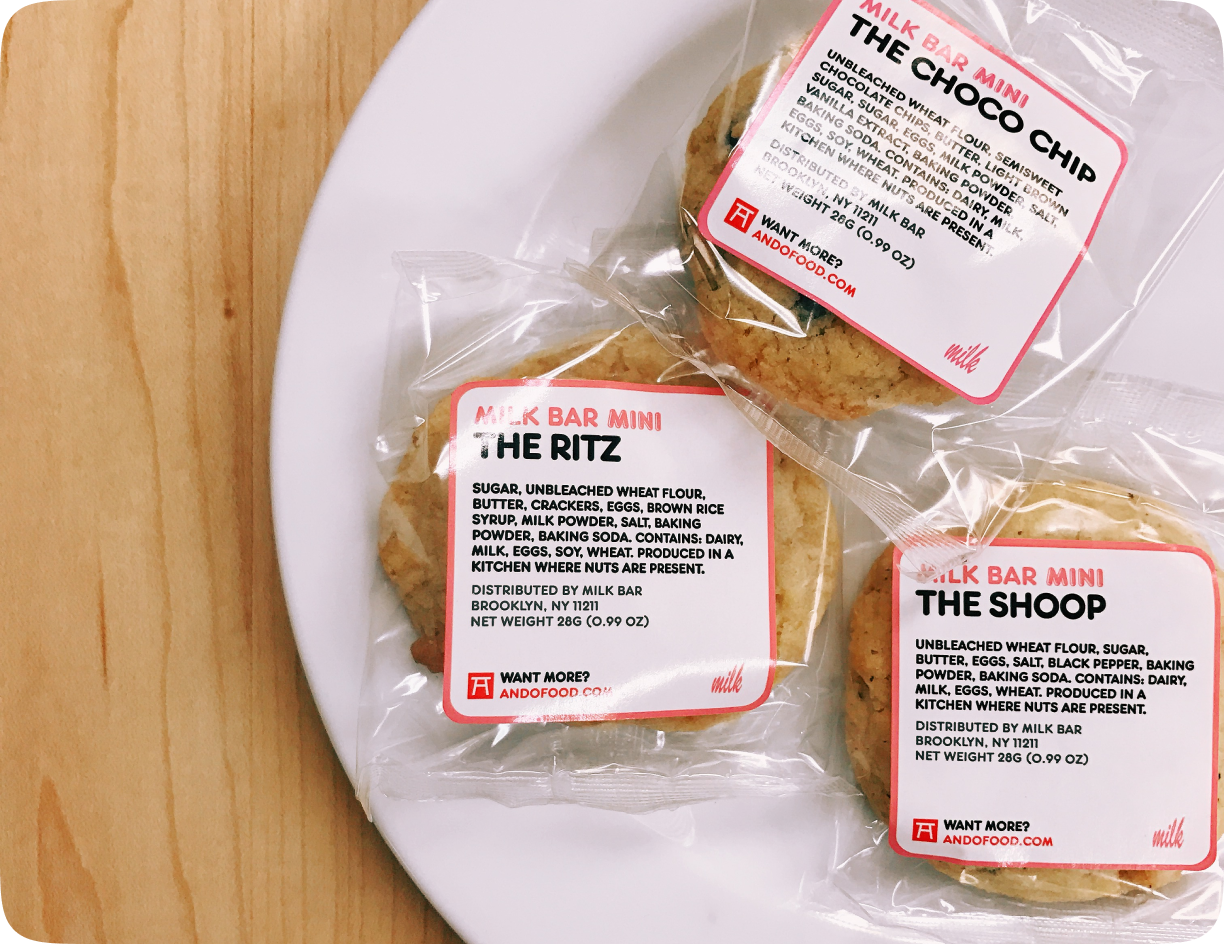 MILK BAR MINI
THE CHOCO CHIP
UNBLEACHED WHEAT FLOUR, SEMISWEET
CHOCOLATE CHIPS, BUTTER, LIGHT BROWN
SUGAR, SUGAR, EGGS, MILK POWDER, SALT,
VANILLA EXTRACT, BAKING POWDER,
BAKING SODA. CONTAINS: DAIRY, MILK,
EGGS, SOY, WHEAT. PRODUCED IN A
KITCHEN WHERE NUTS ARE PRESENT.
DISTRIBUTED BY MILK BAR
BROOKLYN, NY 11211
NET WEIGHT 28G (0.99 OZ)
WANT MORE?
ANDOFOOD.COM
milk
MILK BAR MINI
THE RITZ
SUGAR, UNBLEACHED WHEAT FLOUR,
BUTTER, CRACKERS, EGGS, BROWN RICE
SYRUP, MILK POWDER, SALT, BAKING
POWDER, BAKING SODA. CONTAINS: DAIRY,
MILK, EGGS, SOY, WHEAT. PRODUCED IN A
KITCHEN WHERE NUTS ARE PRESENT.
DISTRIBUTED BY MILK BAR
BROOKLYN, NY 11211
NET WEIGHT 28G (0.99 OZ)
WANT MORE?
ANDOFOOD.COM
milk
MILK BAR MINI
THE SHOOP
UNBLEACHED WHEAT FLOUR, SUGAR,
BUTTER, EGGS, SALT, BLACK PEPPER, BAKING
POWDER, BAKING SODA. CONTAINS: DAIRY,
MILK, EGGS, WHEAT. PRODUCED IN A
KITCHEN WHERE NUTS ARE PRESENT.
DISTRIBUTED BY MILK BAR
BROOKLYN, NY 11211
NET WEIGHT 28G (0.99 OZ)
WANT MORE?
ANDOFOOD.COM
milk